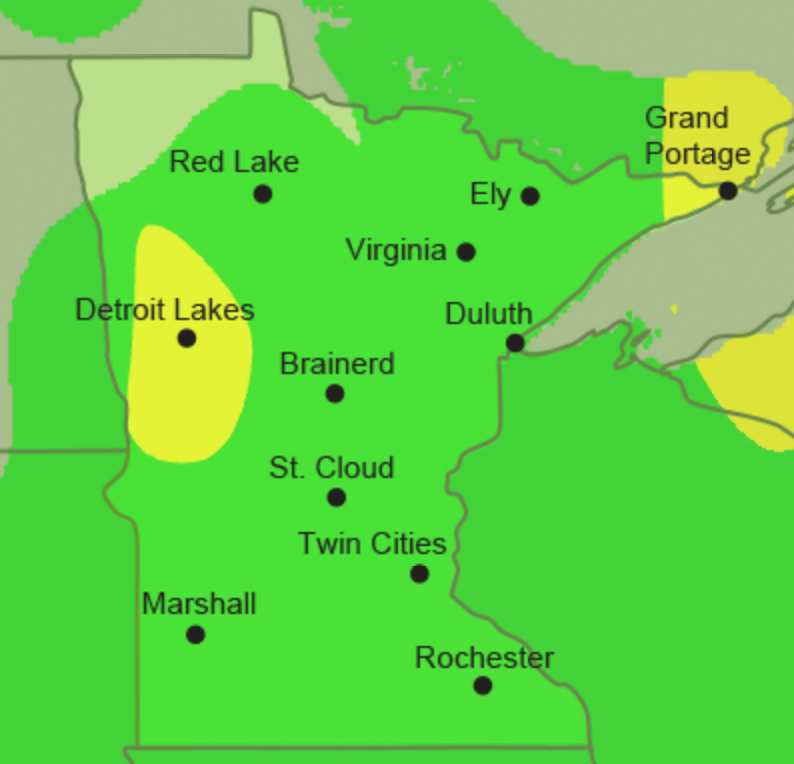 Grand
Portage
Red Lake
Ely
Virginia
Detroit Lakes
Duluth
Brainerd
St. Cloud
Twin Cities
Marshall
Rochester